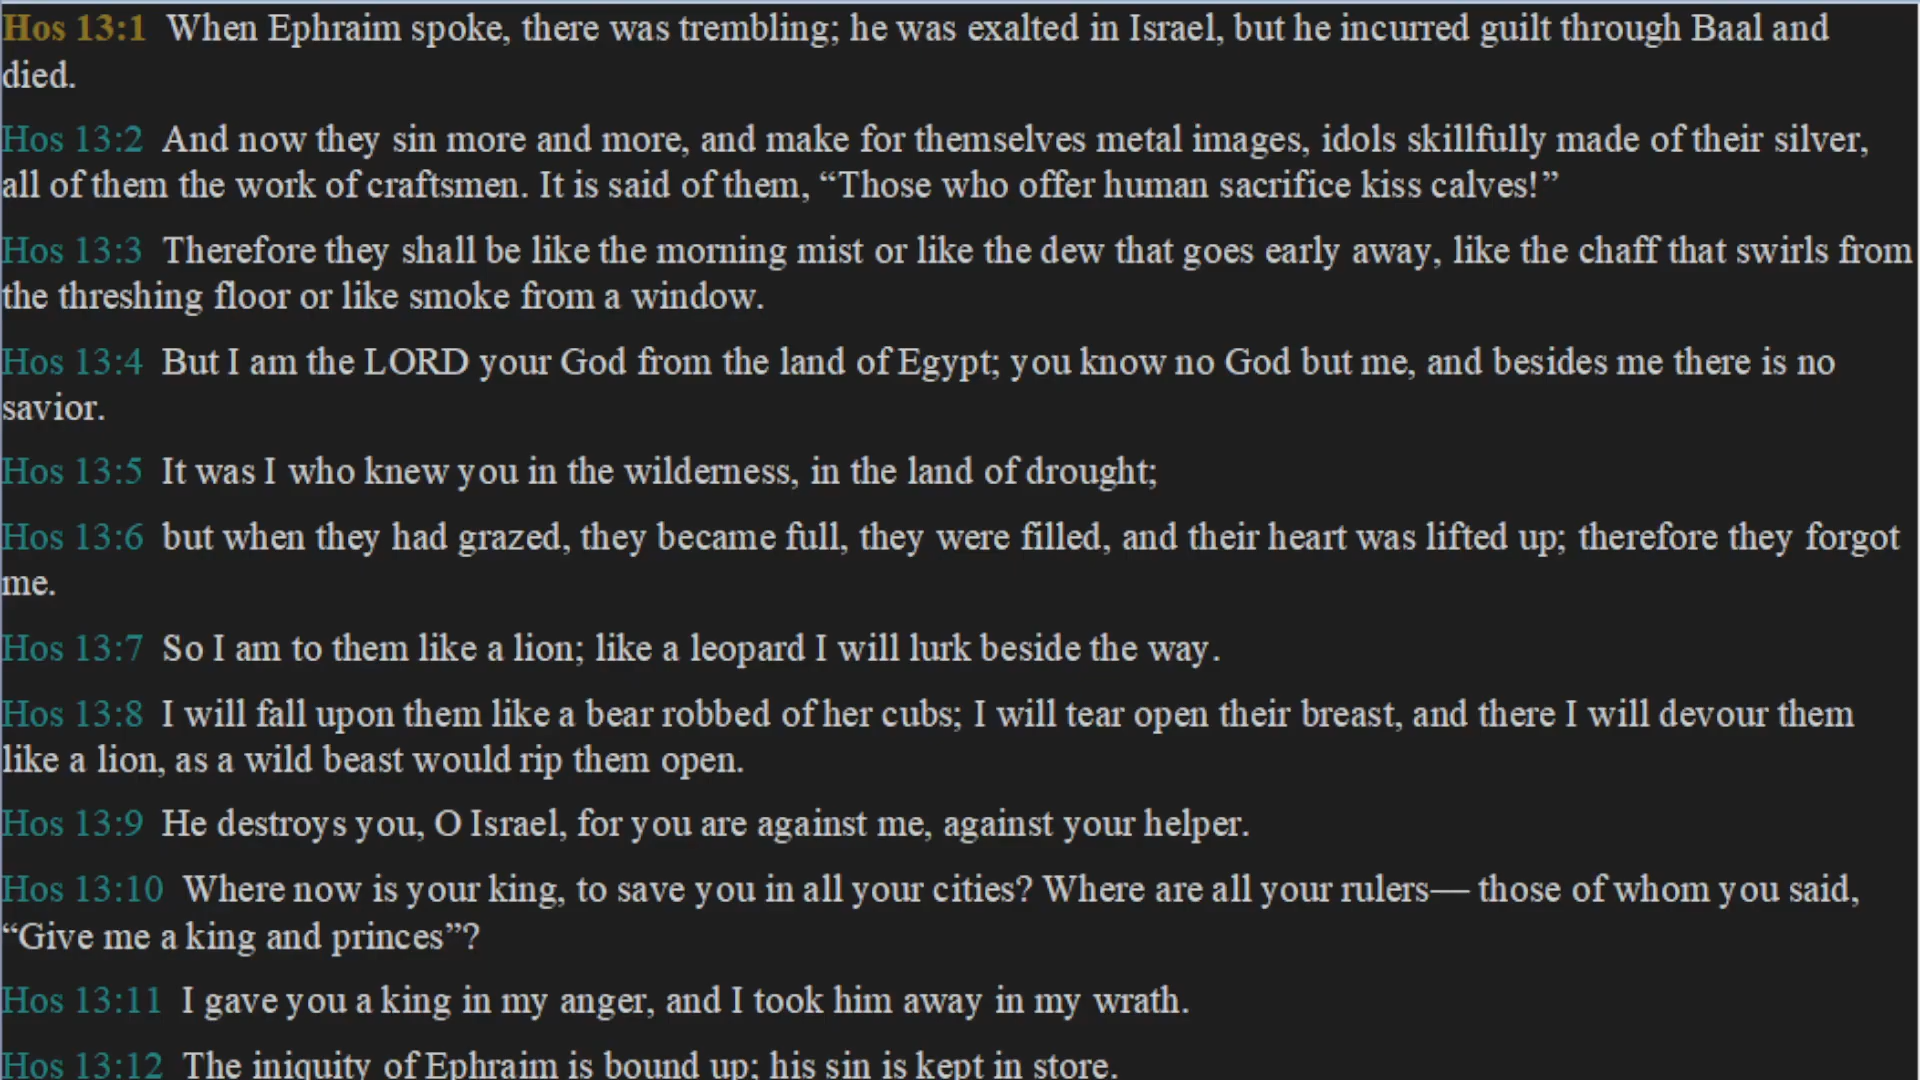 Hos 13:1 When Ephraim spoke, there was trembling; he was exalted in Israel, but he incurred guilt through Baal and
died.
Hos 13:2 And now they sin more and more, and make for themselves metal images, idols skillfully made of their silver,
all of them the work of craftsmen. It is said of them, “Those who offer human sacrifice kiss calves!”
Hos 13:3 Therefore they shall be like the morning mist or like the dew that goes early away, like the chaff that swirls from
the threshing floor or like smoke from a window.
Hos 13:4 But I am the LORD your God from the land of Egypt; you know no God but me, and besides me there is no
savior.
Hos 13:5 It was I who knew you in the wilderness, in the land of drought;
Hos 13:6 but when they had grazed, they became full, they were filled, and their heart was lifted up; therefore they forgot
me.
Hos 13:7 So I am to them like a lion; like a leopard I will lurk beside the way.
Hos 13:8 I will fall upon them like a bear robbed of her cubs; I will tear open their breast, and there I will devour them
like a lion, as a wild beast would rip them open.
Hos 13:9 He destroys you, O Israel, for you are against me, against your helper.
Hos 13:10 Where now is your king, to save you in all your cities? Where are all your rulers— those of whom you said,
“Give me a king and princes”?
Hos 13:11 I gave you a king in my anger, and I took him away in my wrath.
Hos 13:12 The iniquity of Ephraim is bound up; his sin is kept in store.